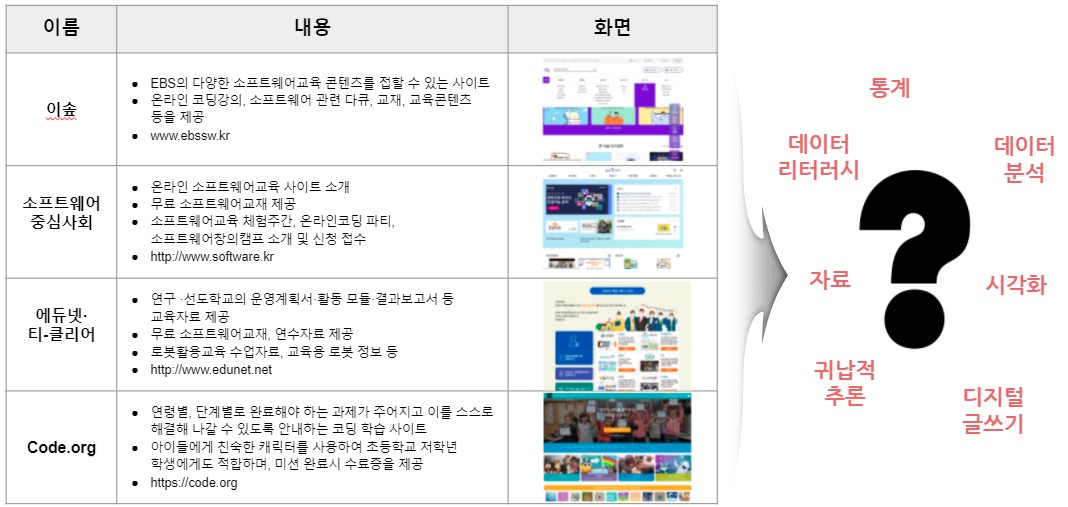 이름
내용
화면
이숲
EBS의 다양한 소프트웨어교육 콘텐츠를 접할 수 있는 사이트
온라인 코딩강의, 소프트웨어 관련 다큐, 교재, 교육콘텐츠
등을 제공
www.ebssw.kr
소프트웨어
중심사회
온라인 소프트웨어교육 사이트 소개
무료 소프트웨어교재 제공
소프트웨어교육 체험주간, 온라인코딩 파티,
소프트웨어창의캠프 소개 및 신청 접수
http://www.software.kr
에듀넷·
티-클리어
연구 ·선도학교의 운영계획서·활동 모듈·결과보고서 등
교육자료 제공
무료 소프트웨어교재, 연수자료 제공
로봇활용교육 수업자료, 교육용 로봇 정보 등
http://www.edunet.net
Code.org
연령별, 단계별로 완료해야 하는 과제가 주어지고 이를 스스로
해결해 나갈 수 있도록 안내하는 코딩 학습 사이트
아이들에게 친숙한 캐릭터를 사용하여 초등학교 저학년
학생에게도 적합하며, 미션 완료시 수료증을 제공
https://code.org
통계
데이터
리터러시
데이터
분석
?
자료
시각화
귀납적
추론
디지털
글쓰기